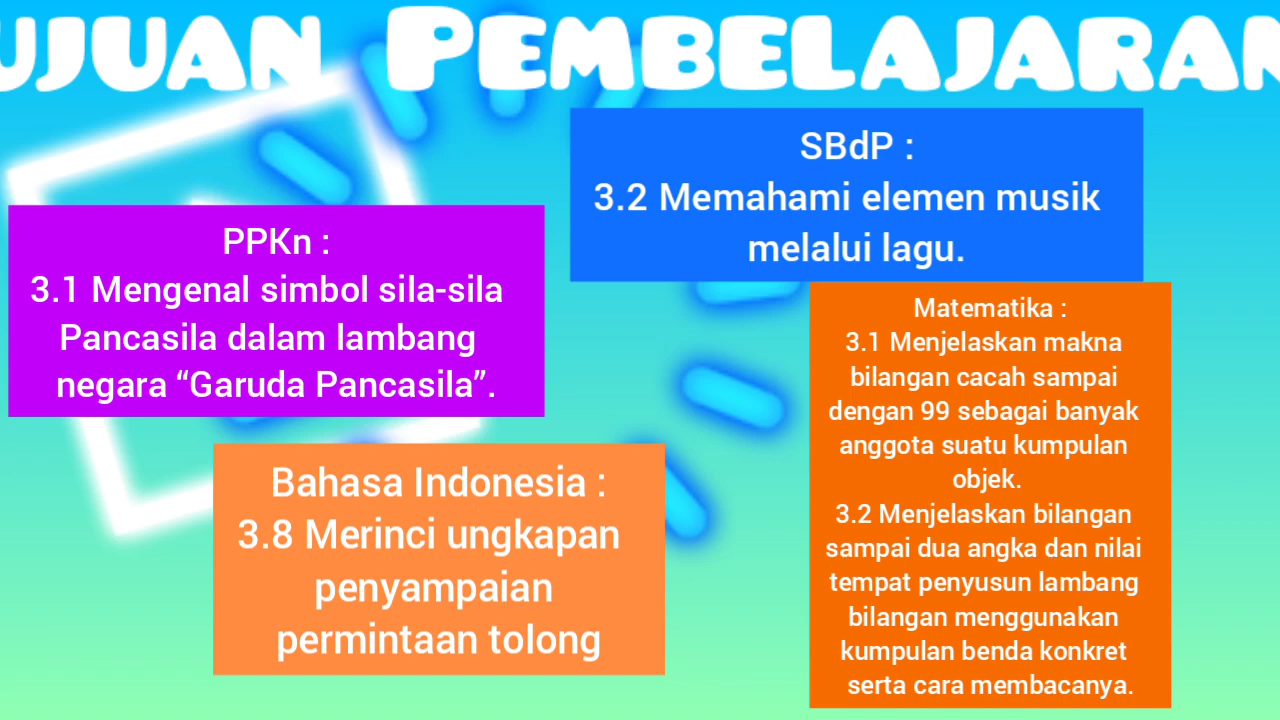 UJUAN PEMBELAJARAN
SBdP :
3.2 Memahami elemen musik
melalui lagu.
PPKn :
3.1 Mengenal simbol sila-sila
Pancasila dalam lambang
negara “Garuda Pancasila”.
Bahasa Indonesia :
3.8 Merinci ungkapan
penyampaian
permintaan tolong
Matematika :
3.1 Menjelaskan makna
bilangan cacah sampai
dengan 99 sebagai banyak
anggota suatu kumpulan
objek.
3.2 Menjelaskan bilangan
sampai dua angka dan nilai
tempat penyusun lambang
bilangan menggunakan
kumpulan benda konkret
serta cara membacanya.